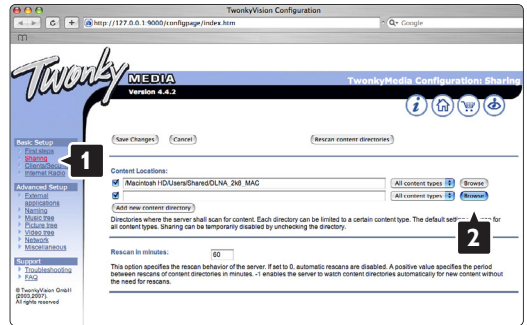 TwonkyVision Configuration
http://127.0.0.1:9000/configpage/index.htm
Google
Twonky
MEDIA
Version 4.4.2
TwonkyMedia Configuration: Sharing
Basic Setup
First steps
Sharing
Clients/Security
Internet Radio
1
Save Changes
Cancel
Rescan content directories
Content Locations:
/Macintosh HD/Users/Shared/DLNA_2k8_MAC
All content types
Browse
All content types
Browse
Add new content directory
Directories where the server shall scan for content. Each directory can be limited to a certain content type. The default
all content types. Sharing can be temporarily disabled by unchecking the directory.
2
Advanced Setup
External
applications
Naming
Music tree
Picture tree
Video tree
Network
Miscellaneous
Rescan in minutes:
60
This option specifies the rescan behavior of the server. If set to 0, automatic rescans are disabled. A positive value specifies the period
between rescans of content directories in minutes. -1 enables the server to watch content directories automatically for new content without
the need for rescans.
Support
Troubleshooting
FAQ
© TwonkyVision GmbH
(2003,2007).
All rights reserved